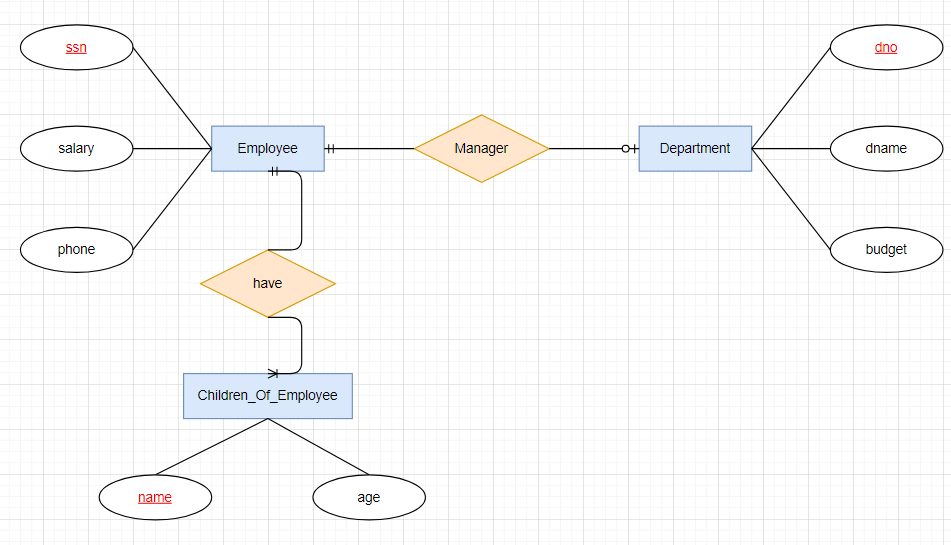 ssn
dno
salary
Employee
Manager
Department
dname
phone
budget
have
Children_Of_Employee
name
age